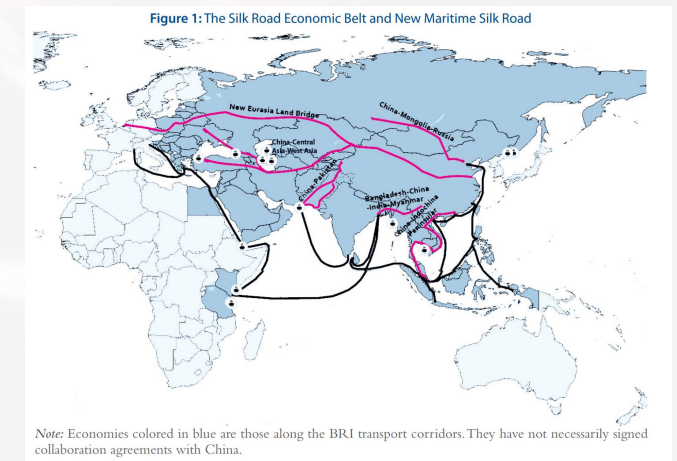 Figure 1: The Silk Road Economic Belt and New Maritime Silk Road
New Eurasia Land Bridge
China-Mongolia-Russia
China-Central
Asia-West Asia
China-Pakistan
Bangladesh-China
-India-Myanmar
China-Indochina
Peninsular
Note: Economies colored in blue are those along the BRI transport corridors. They have not necessarily signed
collaboration agreements with China.